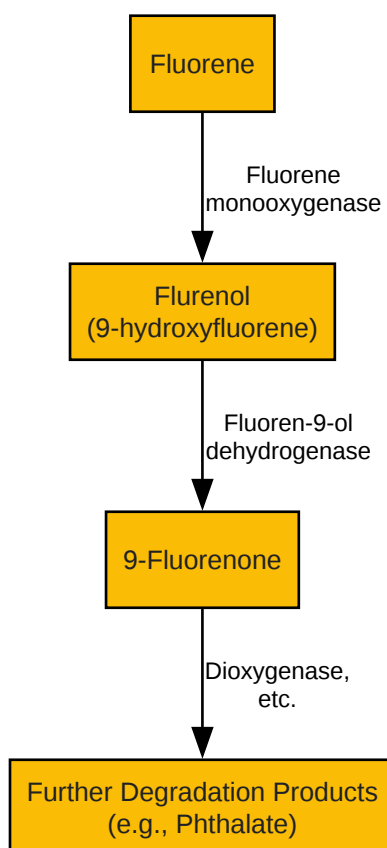 Fluorene
Fluorene
monooxygenase
Flurenol
(9-hydroxyfluorene)
Fluoren-9-ol
dehydrogenase
9-Fluorenone
Dioxygenase,
etc.
Further Degradation Products
(e.g., Phthalate)